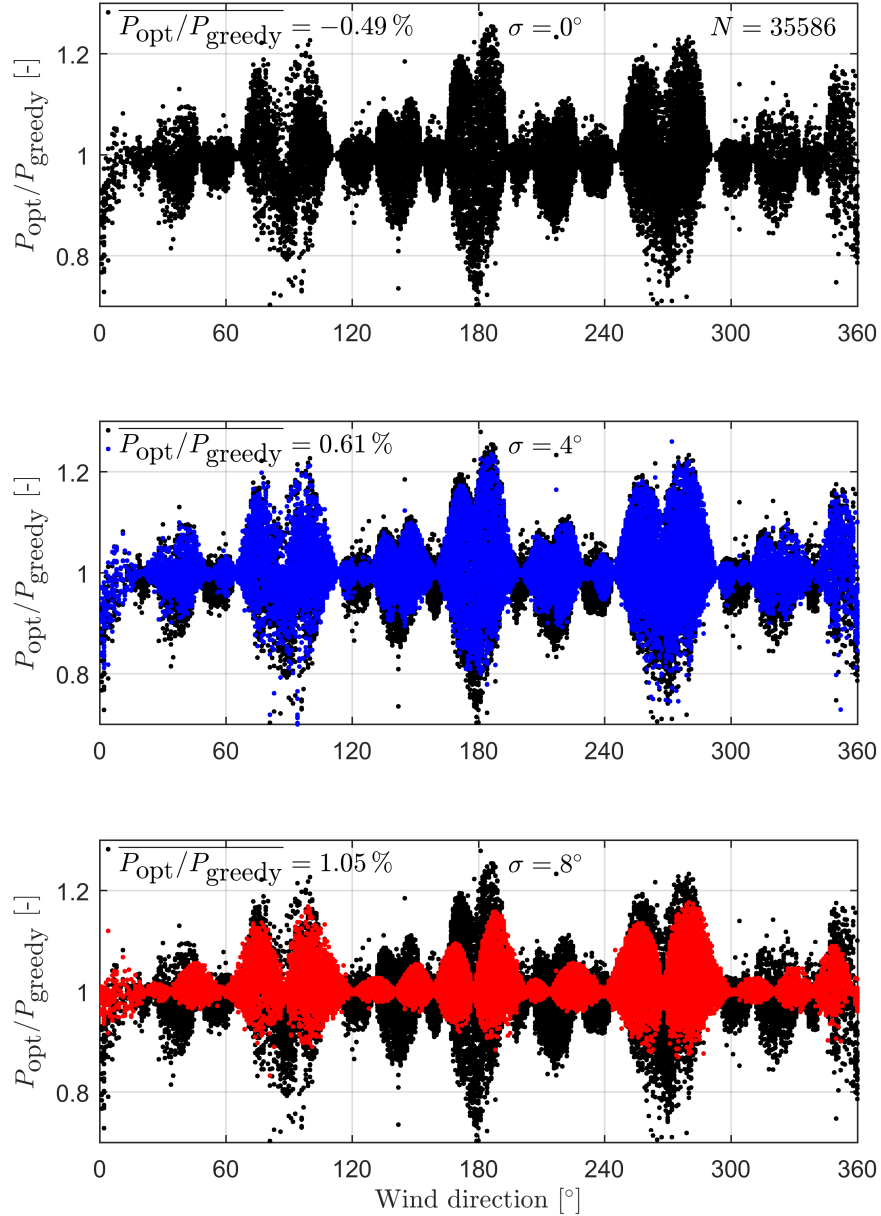 P_opt/P_greedy = −0.49 % σ = 0° N = 35586
1.2
1
0.8
P_opt/P_greedy [-]
0 60 120 180 240 300 360
P_opt/P_greedy = 0.61 % σ = 4°
1.2
1
0.8
P_opt/P_greedy [-]
0 60 120 180 240 300 360
P_opt/P_greedy = 1.05 % σ = 8°
1.2
1
0.8
P_opt/P_greedy [-]
0 60 120 180 240 300 360
Wind direction [°]